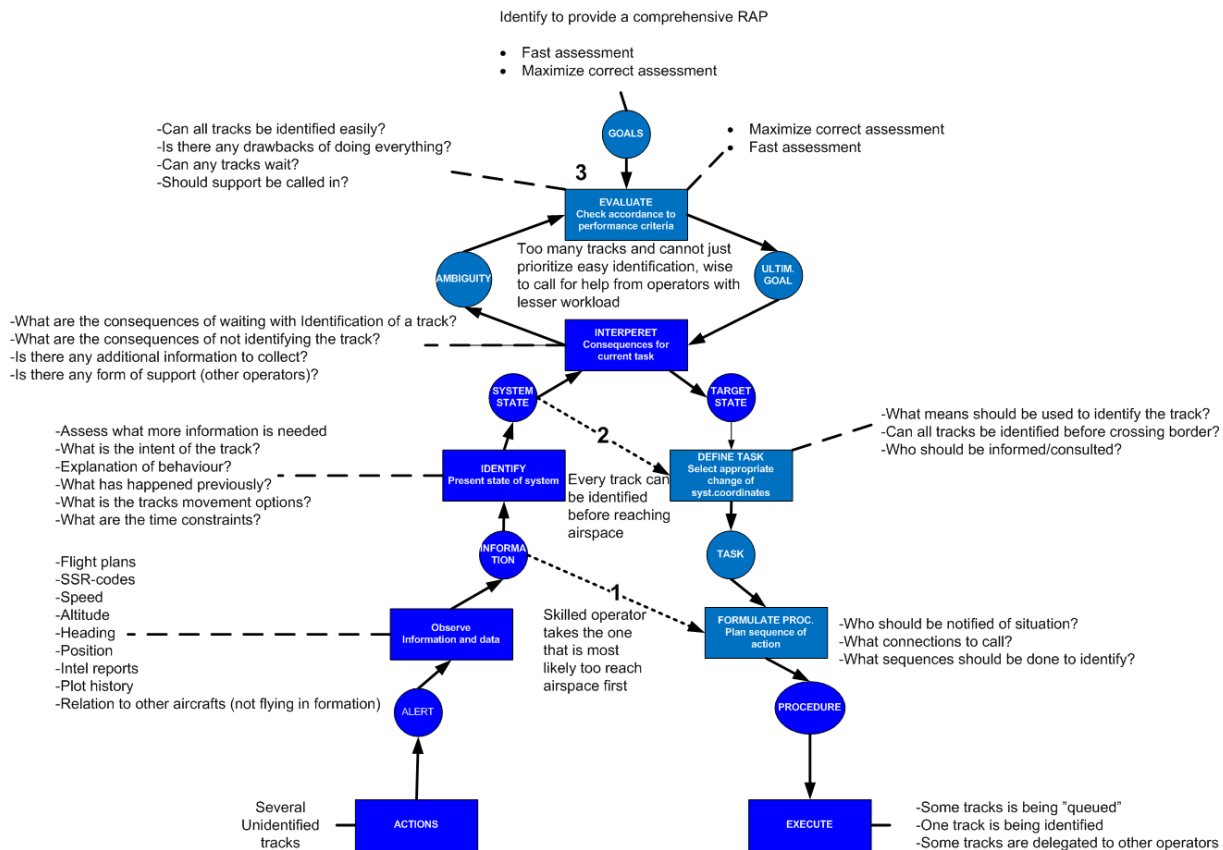 Identify to provide a comprehensive RAP
• Fast assessment
• Maximize correct assessment
GOALS
-Can all tracks be identified easily?
-Is there any drawbacks of doing everything?
-Can any tracks wait?
-Should support be called in?
• Maximize correct assessment
• Fast assessment
3
EVALUATE
Check accordance to
performance criteria
AMBIGUITY
Too many tracks and cannot just
prioritize easy identification, wise
to call for help from operators with
lesser workload
ULTIM.
GOAL
-What are the consequences of waiting with Identification of a track?
-What are the consequences of not identifying the track?
-Is there any additional information to collect?
-Is there any form of support (other operators)?
INTERPERET
Consequences for
current task
SYSTEM
STATE
TARGET
STATE
2
-Assess what more information is needed
-What is the intent of the track?
-Explanation of behaviour?
-What has happened previously?
-What is the tracks movement options?
-What are the time constraints?
IDENTIFY
Present state of system
Every track can
be identified
before reaching
airspace
DEFINE TASK
Select appropriate
change of
syst.coordinates
-What means should be used to identify the track?
-Can all tracks be identified before crossing border?
-Who should be informed/consulted?
INFORMA
TION
TASK
1
-Flight plans
-SSR-codes
-Speed
-Altitude
-Heading
-Position
-Intel reports
-Plot history
-Relation to other aircrafts (not flying in formation)
Observe
Information and data
Skilled operator
takes the one
that is most
likely too reach
airspace first
FORMULATE PROC.
Plan sequence of
action
-Who should be notified of situation?
-What connections to call?
-What sequences should be done to identify?
ALERT
PROCEDURE
Several
Unidentified
tracks
ACTIONS
EXECUTE
-Some tracks is being ”queued”
-One track is being identified
-Some tracks are delegated to other operators